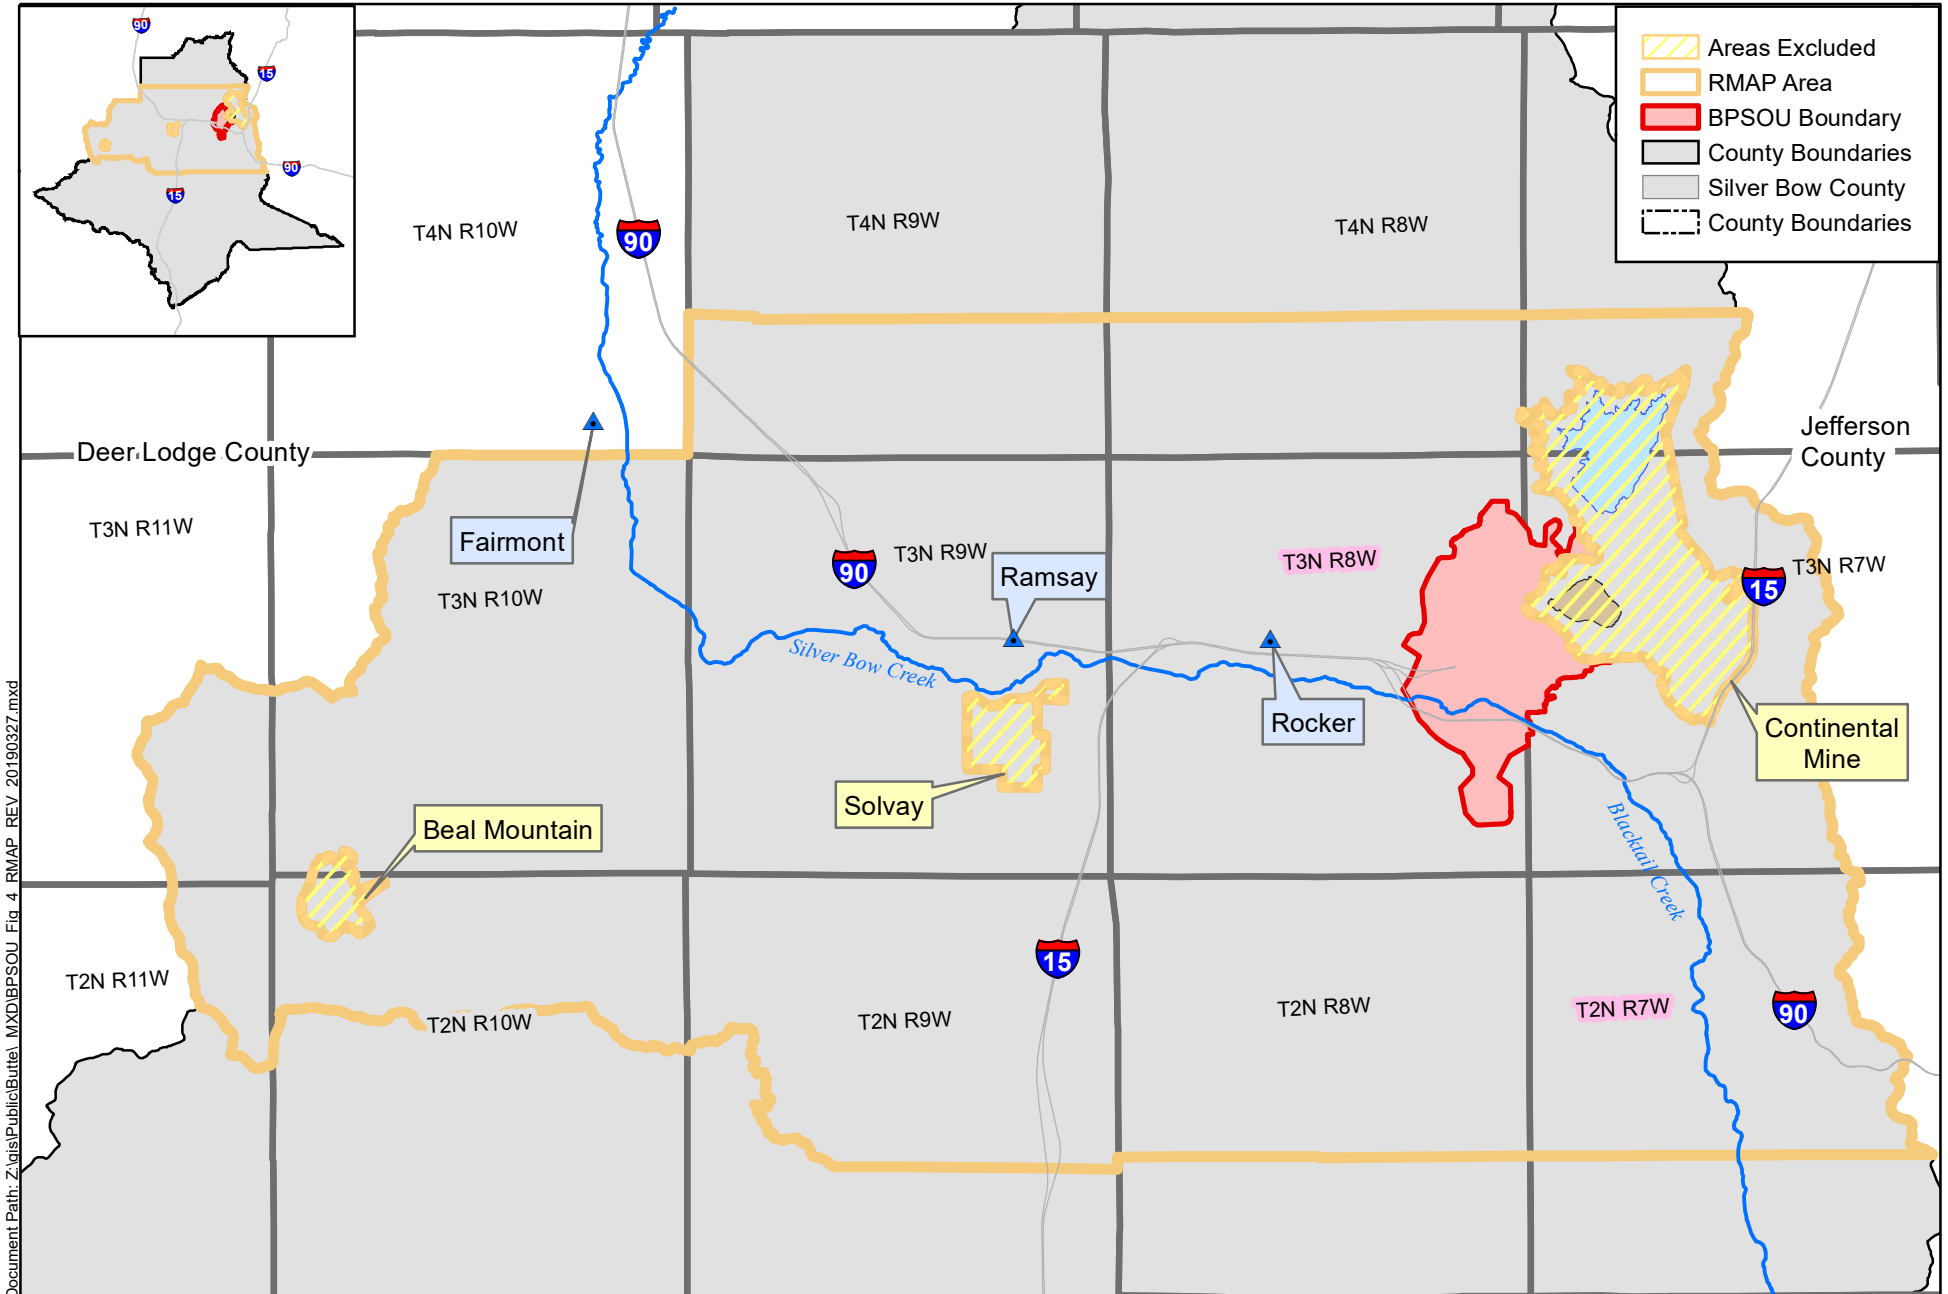 90
15
90
15
Areas Excluded
RMAP Area
BPSOU Boundary
County Boundaries
Silver Bow County
County Boundaries
T4N R10W
90
T4N R9W
T4N R8W
Deer Lodge County
Jefferson
County
T3N R11W
Fairmont
T3N R10W
90
T3N R9W
Ramsay
T3N R8W
15
T3N R7W
Silver Bow Creek
Rocker
Continental
Mine
Solvay
Beal Mountain
Blacktail Creek
T2N R11W
T2N R10W
T2N R9W
15
T2N R8W
T2N R7W
90
Document Path: Z:\gis\Public\Butte\_MXD\BPSOU_Fig_4_RMAP_REV_20190327.mxd